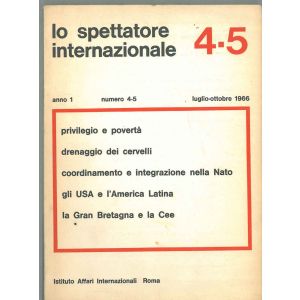 lo spettatore
internazionale
4-5
anno 1 numero 4-5 luglio-ottobre 1966
privilegio e povertà
drenaggio dei cervelli
coordinamento e integrazione nella Nato
gli USA e l'America Latina
la Gran Bretagna e la Cee
Istituto Affari Internazionali Roma